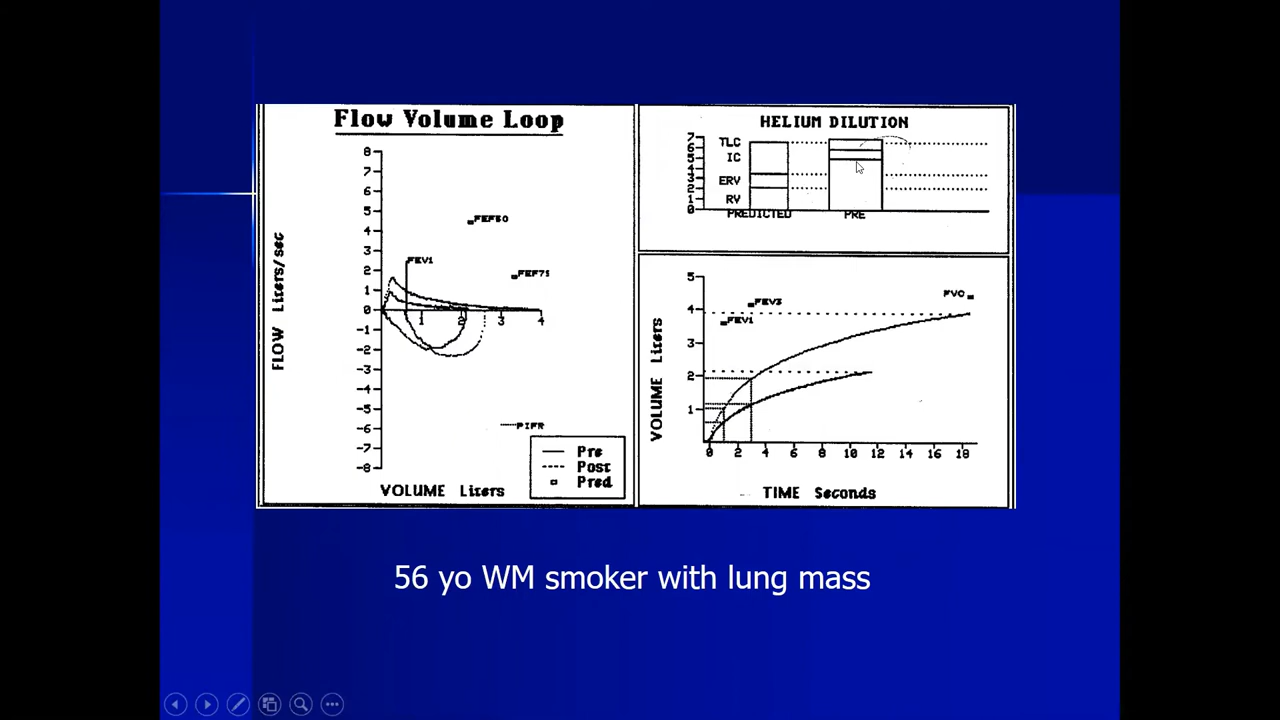 Flow Volume Loop
8
7
6
5
4
3
2
1
0
-1
-2
-3
-4
-5
-6
-7
-8
FLOW Liters/sec
1
2
3
4
FEF50
FEV1
FEF75
PIFR
Pre
Post
Pred
VOLUME Liters
HELIUM DILUTION
7
6
5
4
3
2
1
0
TLC
IC
ERV
RV
PREDICTED
PRE
5
4
3
2
1
VOLUME Liters
FEV1
FEV3
FVC
0 2 4 6 8 10 12 14 16 18
TIME Seconds
56 yo WM smoker with lung mass